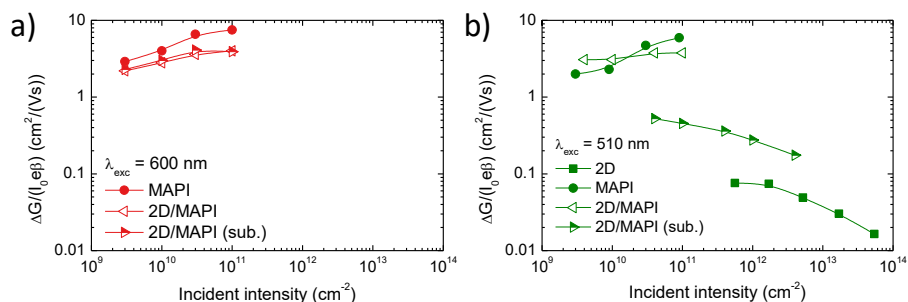 a)
ΔG/(I₀eβ) (cm²/(Vs))
10
1
0.1
0.01
λexc = 600 nm
MAPI
2D/MAPI
2D/MAPI (sub.)
10⁹ 10¹⁰ 10¹¹ 10¹² 10¹³ 10¹⁴
Incident intensity (cm⁻²)
b)
ΔG/(I₀eβ) (cm²/(Vs))
10
1
0.1
0.01
λexc = 510 nm
2D
MAPI
2D/MAPI
2D/MAPI (sub.)
10⁹ 10¹⁰ 10¹¹ 10¹² 10¹³ 10¹⁴
Incident intensity (cm⁻²)